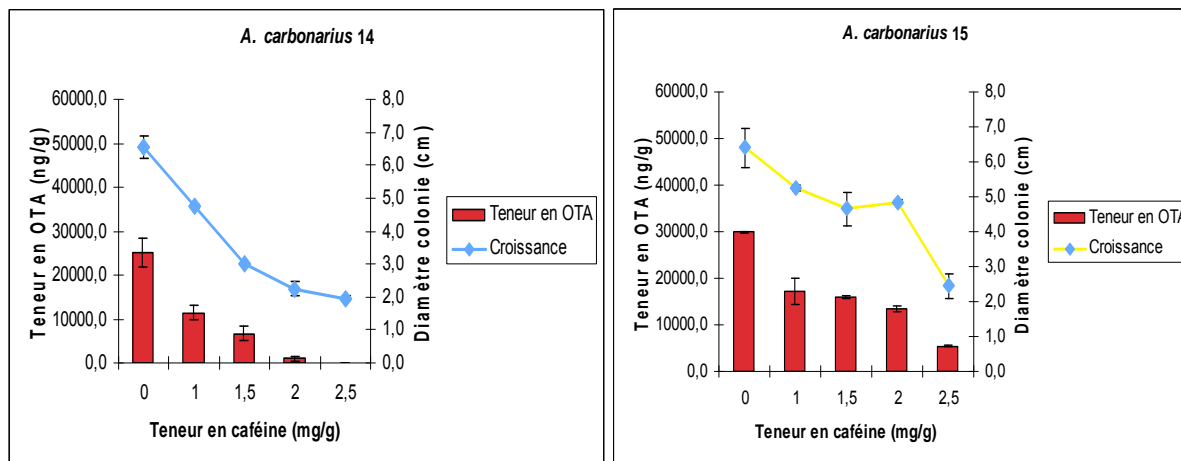 A. carbonarius 14
Teneur en OTA (ng/g)
60000,0
50000,0
40000,0
30000,0
20000,0
10000,0
0,0
8,0
7,0
6,0
5,0
4,0
3,0
2,0
1,0
0,0
Diamètre colonie (cm)
0 1 1,5 2 2,5
Teneur en caféine (mg/g)
Teneur en OTA
Croissance
A. carbonarius 15
Teneur en OTA (ng/g)
60000,0
50000,0
40000,0
30000,0
20000,0
10000,0
0,0
8,0
7,0
6,0
5,0
4,0
3,0
2,0
1,0
0,0
Diamètre colonie (cm)
0 1 1,5 2 2,5
Teneur en caféine (mg/g)
Teneur en OTA
Croissance